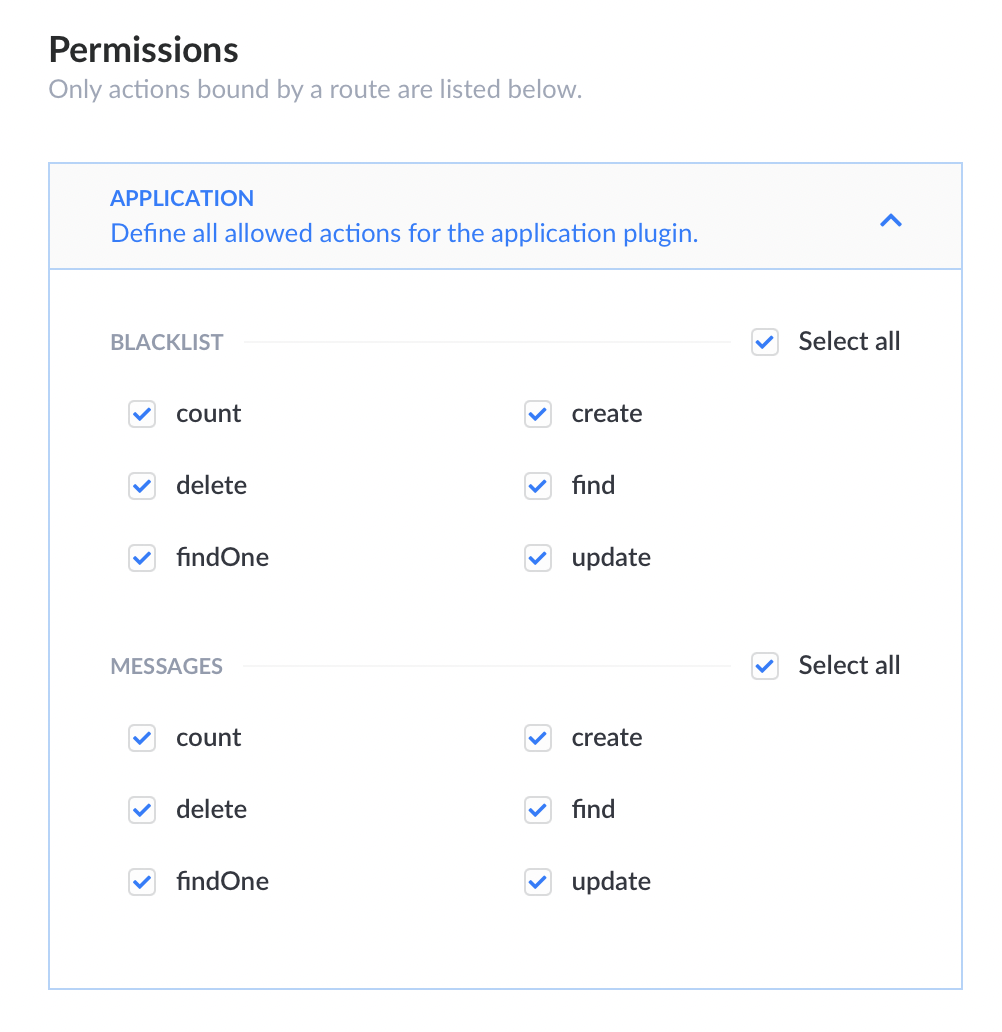 Permissions
Only actions bound by a route are listed below.
APPLICATION
Define all allowed actions for the application plugin.
BLACKLIST Select all
count create
delete find
findOne update
MESSAGES Select all
count create
delete find
findOne update